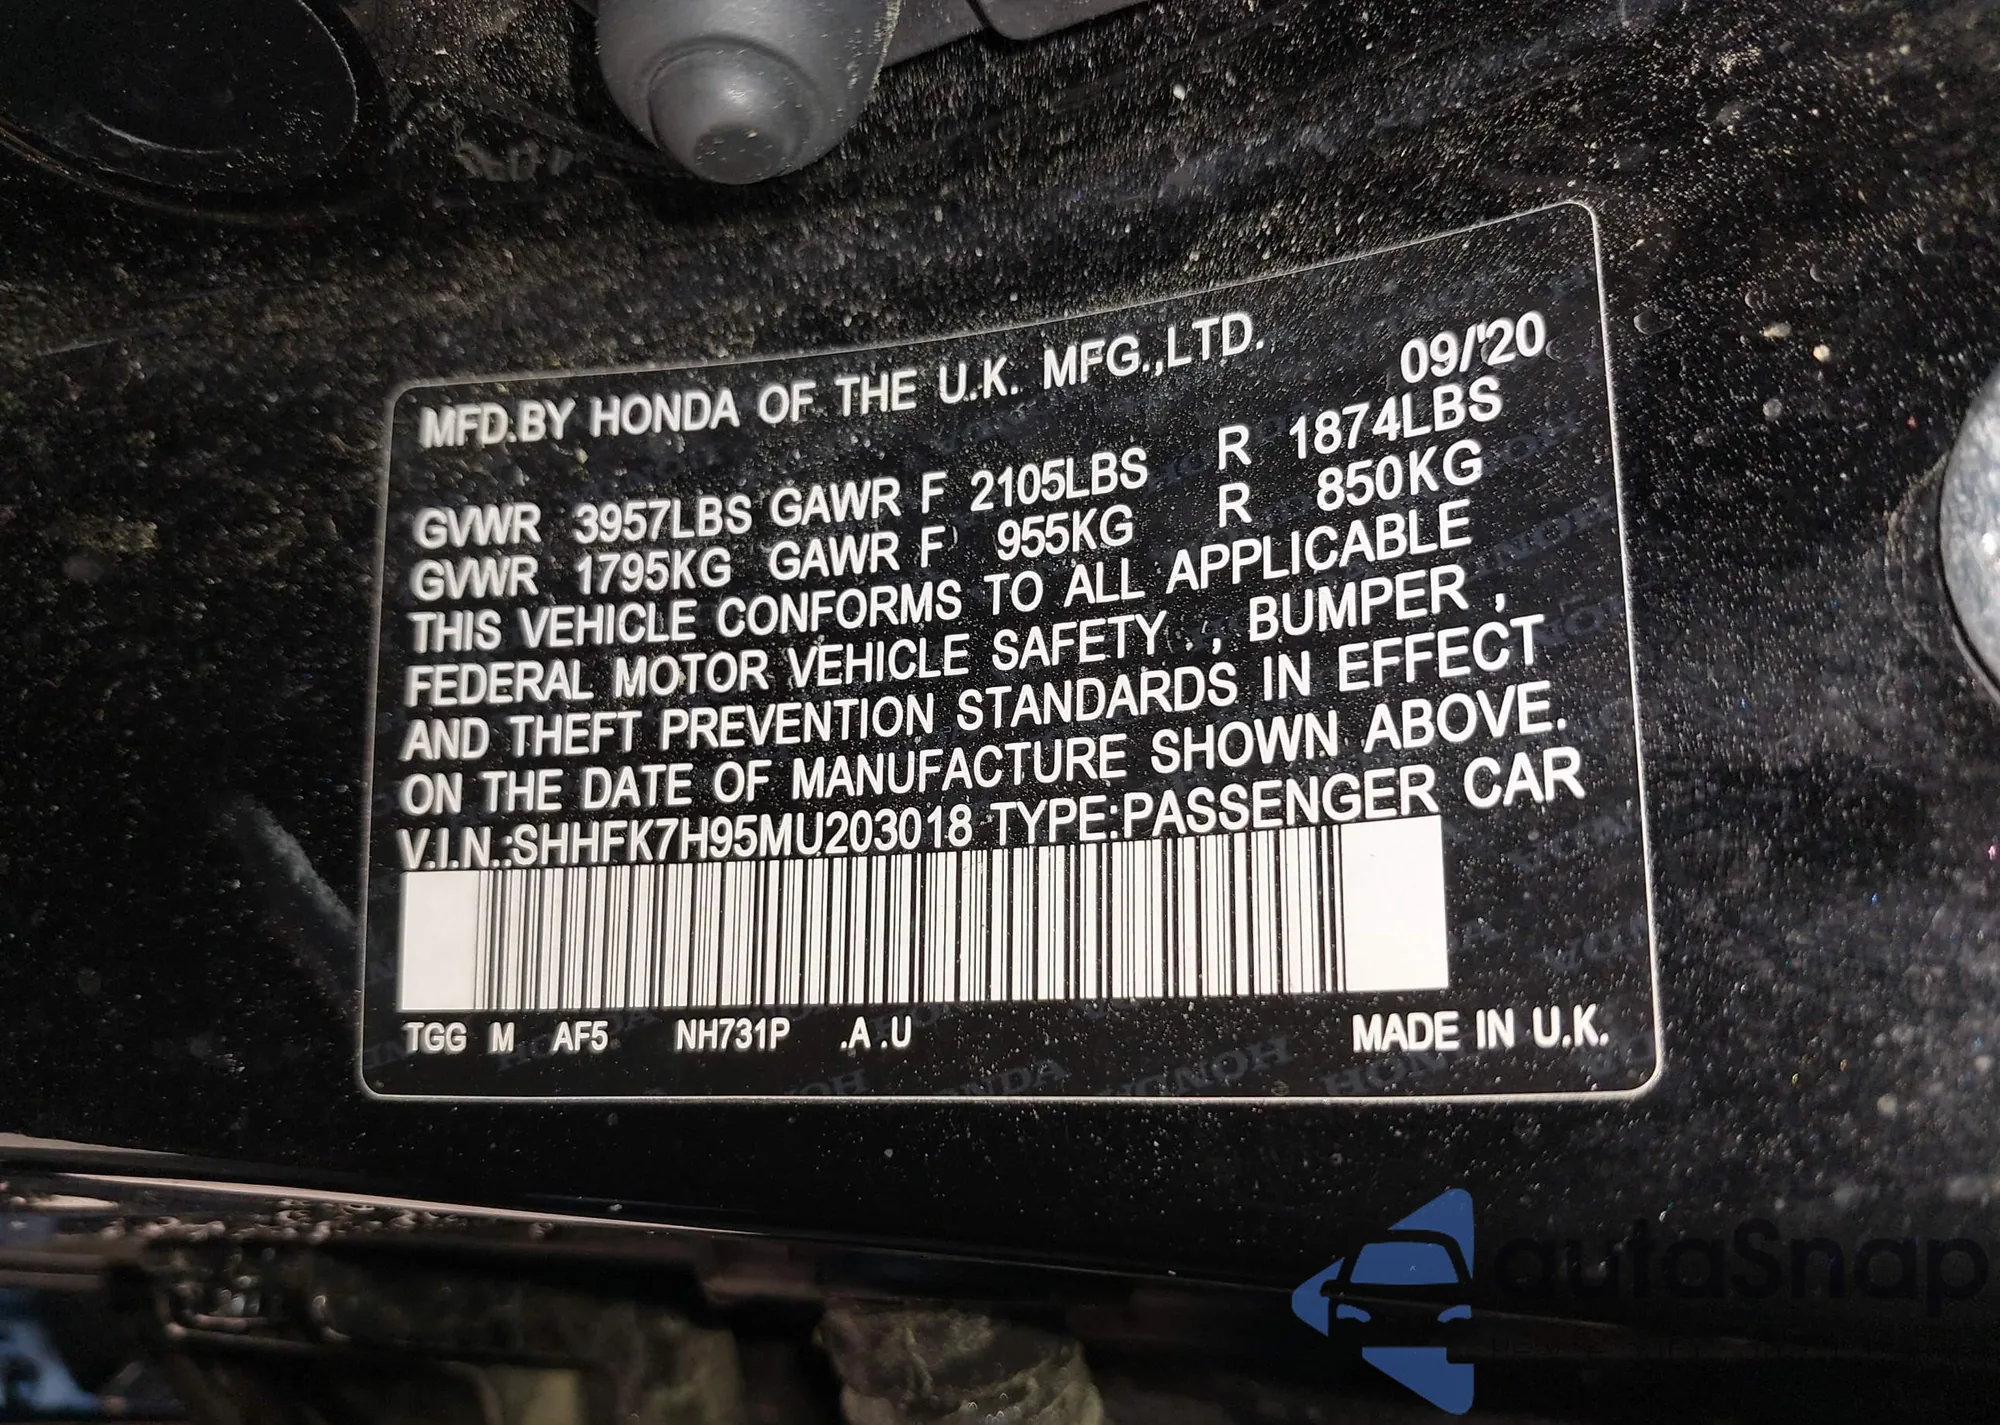 MFD.BY HONDA OF THE U.K. MFG.,LTD. 09/'20
GVWR 3957LBS GAWR F 2105LBS R 1874LBS
GVWR 1795KG GAWR F 955KG R 850KG
THIS VEHICLE CONFORMS TO ALL APPLICABLE
FEDERAL MOTOR VEHICLE SAFETY , BUMPER ,
AND THEFT PREVENTION STANDARDS IN EFFECT
ON THE DATE OF MANUFACTURE SHOWN ABOVE.
V.I.N.:SHHFK7H95MU203018 TYPE:PASSENGER CAR
TGG M AF5 NH731P .A .U MADE IN U.K.
autoSnap